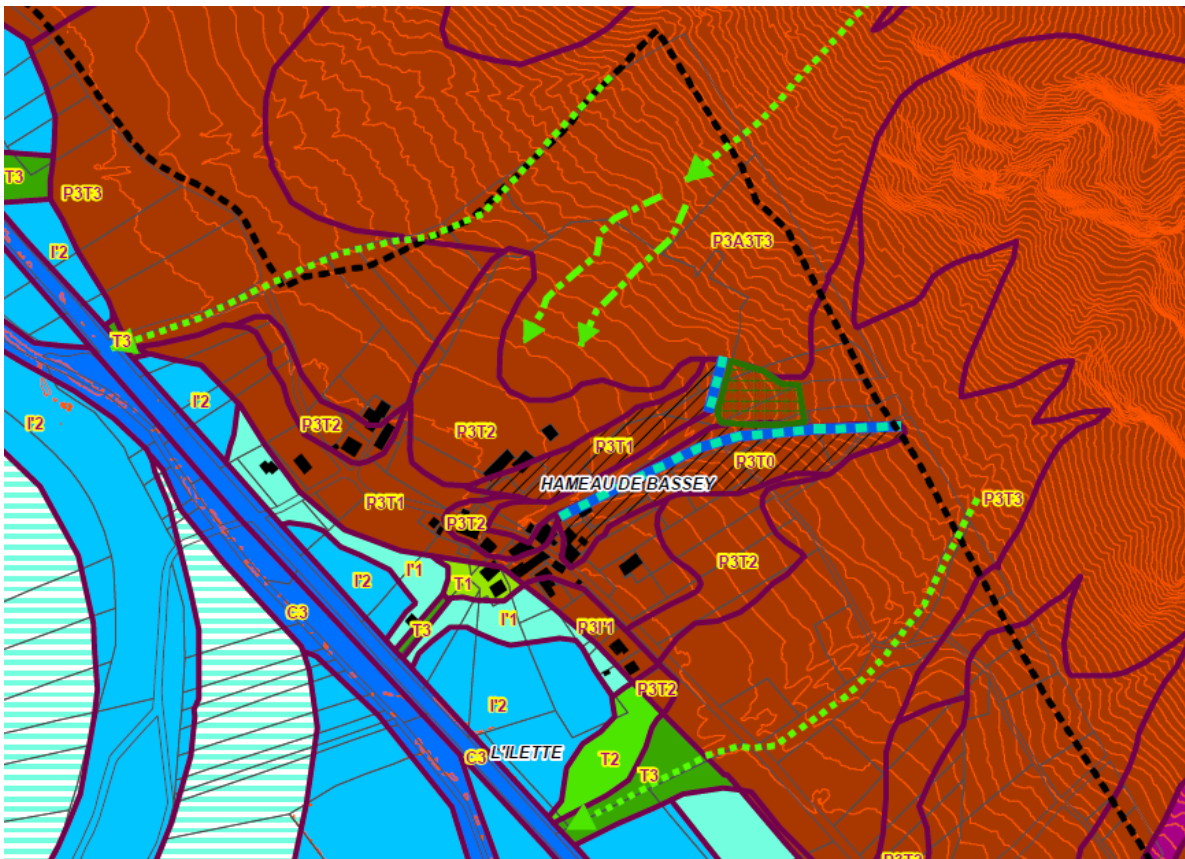 T3
P3T3
I'2
P3A3T3
T3
I'2
I'2
P3T2
P3T2
P3T1
P3T0
HAMEAU DE BASSEY
P3T1
P3T3
P3T2
P3T2
I'1
T1
I'2
C3
I'1
T3
P3I'1
P3T2
I'2
C3
L'ILETTE
T2
T3